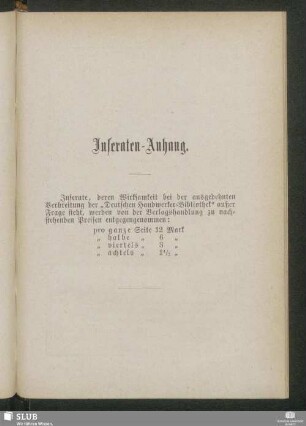 Inseraten-Anhang.
Inserate, deren Wirksamkeit bei der ausgedehnten
Verbreitung der „Deutschen Handwerker-Bibliothek“ außer
Frage steht, werden von der Verlagshandlung zu nach-
stehenden Preisen entgegengenommen:
pro ganze Seite 12 Mark
„ halbe „ 6 „
„ viertels „ 3 „
„ achtels „ 1½ „
SLUB
Wir führen Wissen.